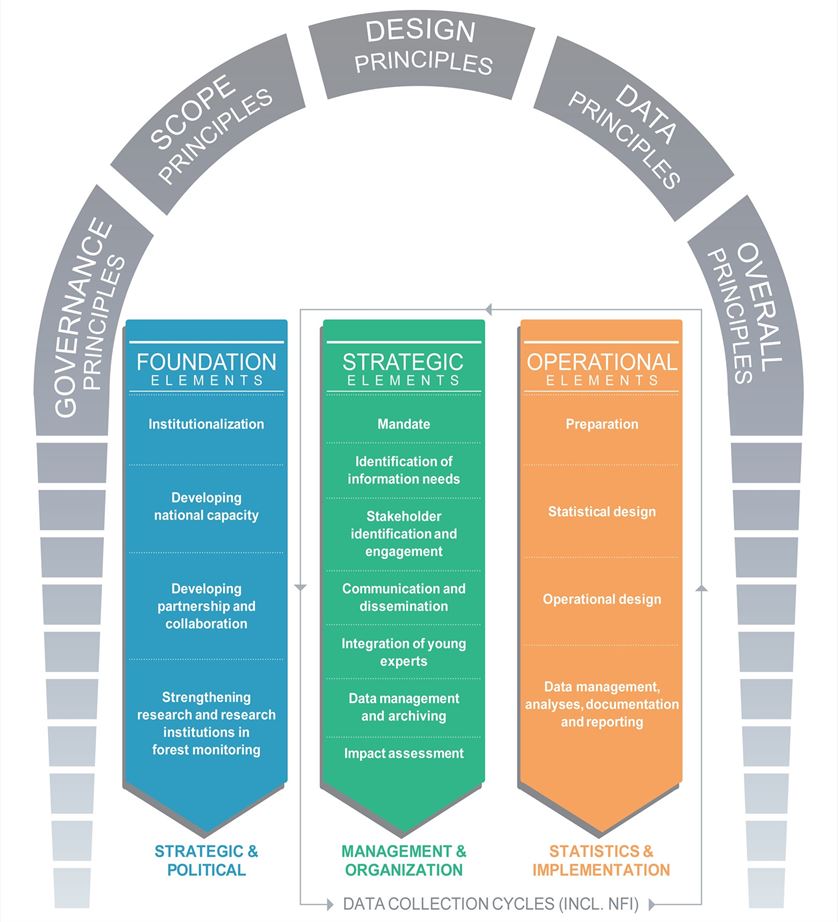 DESIGN
PRINCIPLES
SCOPE
PRINCIPLES
DATA
PRINCIPLES
GOVERNANCE
PRINCIPLES
OVERALL
PRINCIPLES
FOUNDATION
ELEMENTS
Institutionalization
Developing
national capacity
Developing
partnership and
collaboration
Strengthening
research and research
institutions in
forest monitoring
STRATEGIC &
POLITICAL
STRATEGIC
ELEMENTS
Mandate
Identification of
information needs
Stakeholder
identification and
engagement
Communication and
dissemination
Integration of young
experts
Data management
and archiving
Impact assessment
MANAGEMENT &
ORGANIZATION
OPERATIONAL
ELEMENTS
Preparation
Statistical design
Operational design
Data management,
analyses, documentation
and reporting
STATISTICS &
IMPLEMENTATION
DATA COLLECTION CYCLES (INCL. NFI)